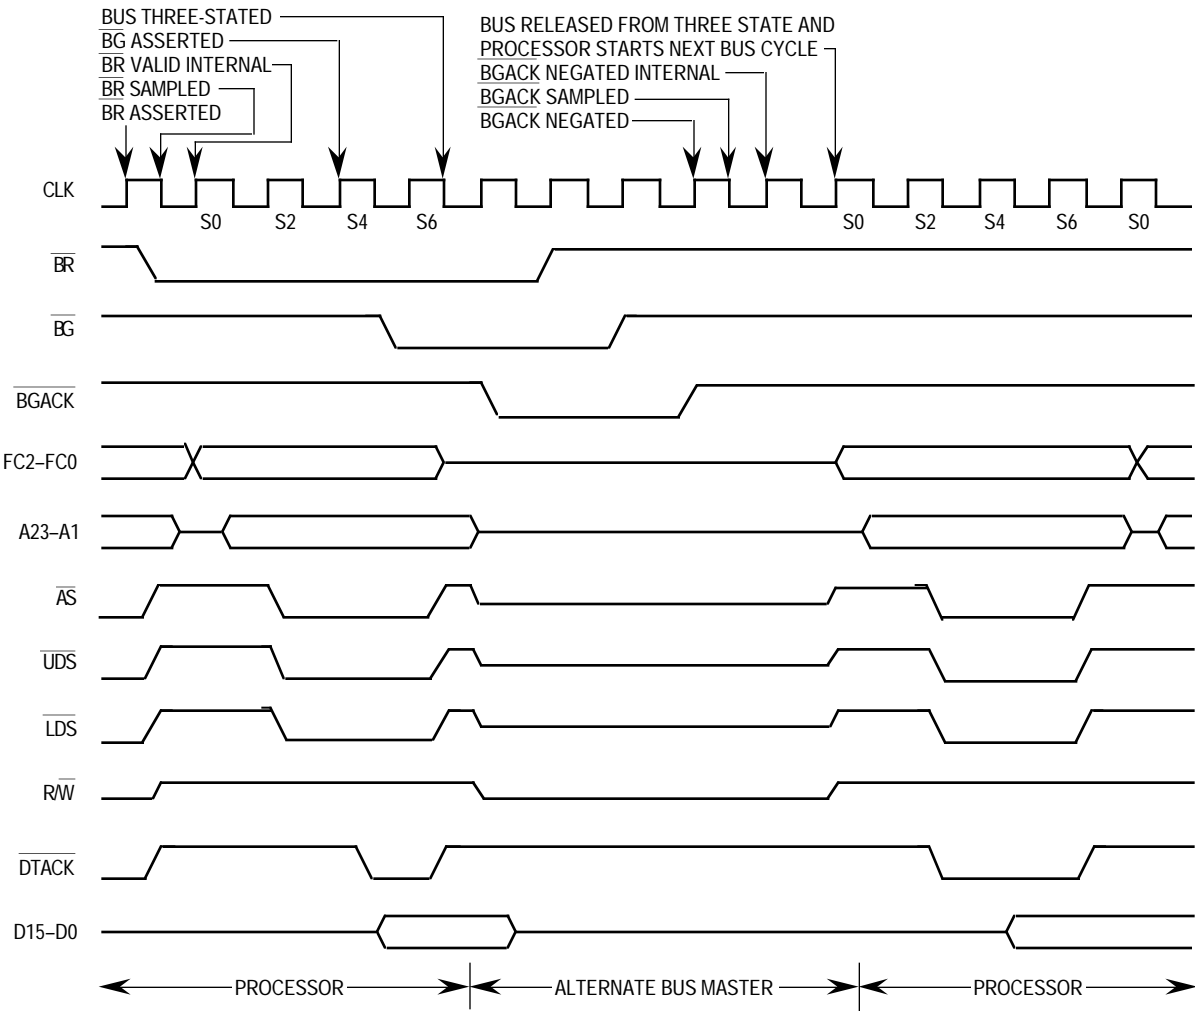 BUS THREE-STATED
BG ASSERTED
BR VALID INTERNAL
BR SAMPLED
BR ASSERTED
BUS RELEASED FROM THREE STATE AND
PROCESSOR STARTS NEXT BUS CYCLE
BGACK NEGATED INTERNAL
BGACK SAMPLED
BGACK NEGATED
CLK
S0 S2 S4 S6 S0 S2 S4 S6 S0
BR
BG
BGACK
FC2–FC0
A23–A1
AS
UDS
LDS
R/W
DTACK
D15–D0
PROCESSOR ALTERNATE BUS MASTER PROCESSOR